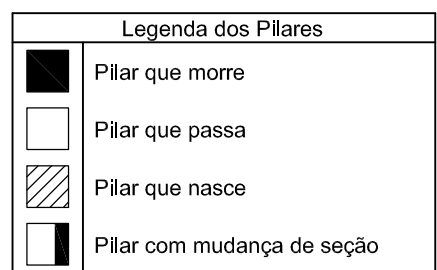 Legenda dos Pilares
Pilar que morre
Pilar que passa
Pilar que nasce
Pilar com mudança de seção